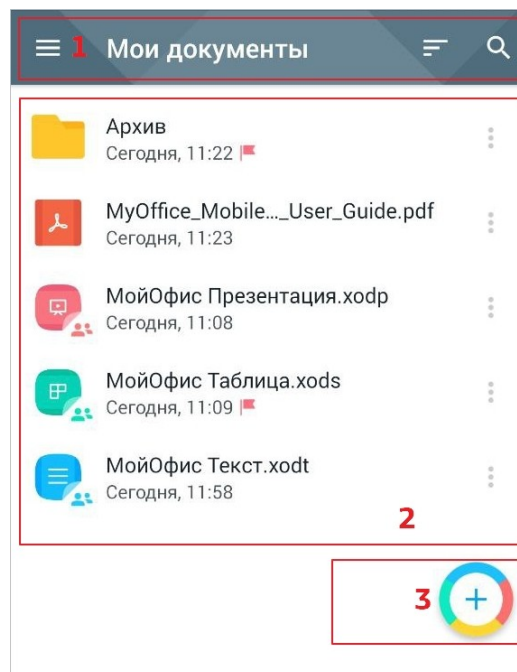 1 Мои документы
Архив
Сегодня, 11:22
MyOffice_Mobile..._User_Guide.pdf
Сегодня, 11:23
МойОфис Презентация.xodp
Сегодня, 11:08
МойОфис Таблица.xods
Сегодня, 11:09
МойОфис Текст.xodt
Сегодня, 11:58
2
3